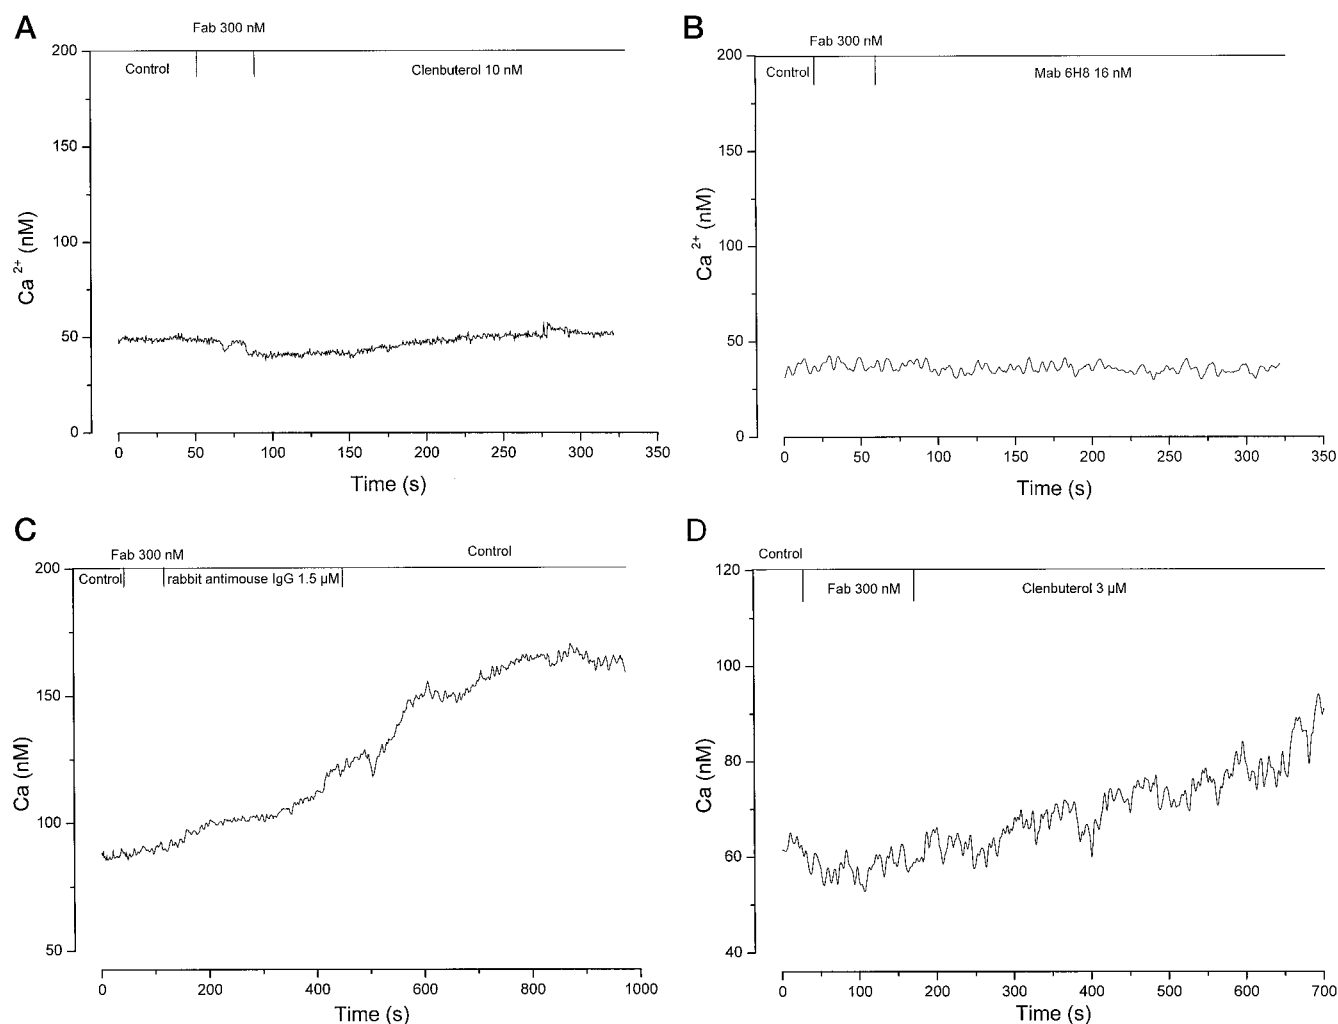 A
Fab 300 nM
Control
Clenbuterol 10 nM
200
150
100
50
0
Ca 2+ (nM)
0 50 100 150 200 250 300 350
Time (s)
B
Fab 300 nM
Control
Mab 6H8 16 nM
200
150
100
50
0
Ca 2+ (nM)
0 50 100 150 200 250 300 350
Time (s)
C
Fab 300 nM
Control
Control
rabbit antimouse IgG 1.5 µM
200
150
100
50
Ca (nM)
0 200 400 600 800 1000
Time (s)
D
Control
Fab 300 nM
Clenbuterol 3 µM
120
100
80
60
40
Ca (nM)
0 100 200 300 400 500 600 700
Time (s)